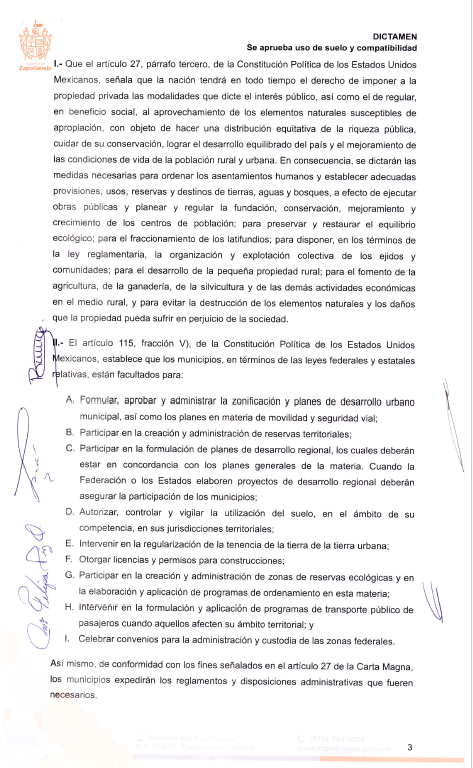 Zapotlanejo
DICTAMEN
Se aprueba uso de suelo y compatibilidad
I.- Que el artículo 27, párrafo tercero, de la Constitución Política de los Estados Unidos
Mexicanos, señala que la nación tendrá en todo tiempo el derecho de imponer a la
propiedad privada las modalidades que dicte el interés público, así como el de regular,
en beneficio social, al aprovechamiento de los elementos naturales susceptibles de
apropiación, con objeto de hacer una distribución equitativa de la riqueza pública,
cuidar de su conservación, lograr el desarrollo equilibrado del país y el mejoramiento de
las condiciones de vida de la población rural y urbana. En consecuencia, se dictarán las
medidas necesarias para ordenar los asentamientos humanos y establecer adecuadas
provisiones, usos, reservas y destinos de tierras, aguas y bosques, a efecto de ejecutar
obras públicas y planear y regular la fundación, conservación, mejoramiento y
crecimiento de los centros de población; para preservar y restaurar el equilibrio
ecológico; para el fraccionamiento de los latifundios; para disponer, en los términos de
la ley reglamentaria, la organización y explotación colectiva de los ejidos y
comunidades; para el desarrollo de la pequeña propiedad rural; para el fomento de la
agricultura, de la ganadería, de la silvicultura y de las demás actividades económicas
en el medio rural, y para evitar la destrucción de los elementos naturales y los daños
que la propiedad pueda sufrir en perjuicio de la sociedad.
II.- El artículo 115, fracción V), de la Constitución Política de los Estados Unidos
Mexicanos, establece que los municipios, en términos de las leyes federales y estatales
relativas, están facultados para:
A. Formular, aprobar y administrar la zonificación y planes de desarrollo urbano
municipal, así como los planes en materia de movilidad y seguridad vial;
B. Participar en la creación y administración de reservas territoriales;
C. Participar en la formulación de planes de desarrollo regional, los cuales deberán
estar en concordancia con los planes generales de la materia. Cuando la
Federación o los Estados elaboren proyectos de desarrollo regional deberán
asegurar la participación de los municipios;
D. Autorizar, controlar y vigilar la utilización del suelo, en el ámbito de su
competencia, en sus jurisdicciones territoriales;
E. Intervenir en la regularización de la tenencia de la tierra de la tierra urbana;
F. Otorgar licencias y permisos para construcciones;
G. Participar en la creación y administración de zonas de reservas ecológicas y en
la elaboración y aplicación de programas de ordenamiento en esta materia;
H. Intervenir en la formulación y aplicación de programas de transporte público de
pasajeros cuando aquellos afecten su ámbito territorial; y
I. Celebrar convenios para la administración y custodia de las zonas federales.
Así mismo, de conformidad con los fines señalados en el artículo 27 de la Carta Magna,
los municipios expedirán los reglamentos y disposiciones administrativas que fueren
necesarios.
3